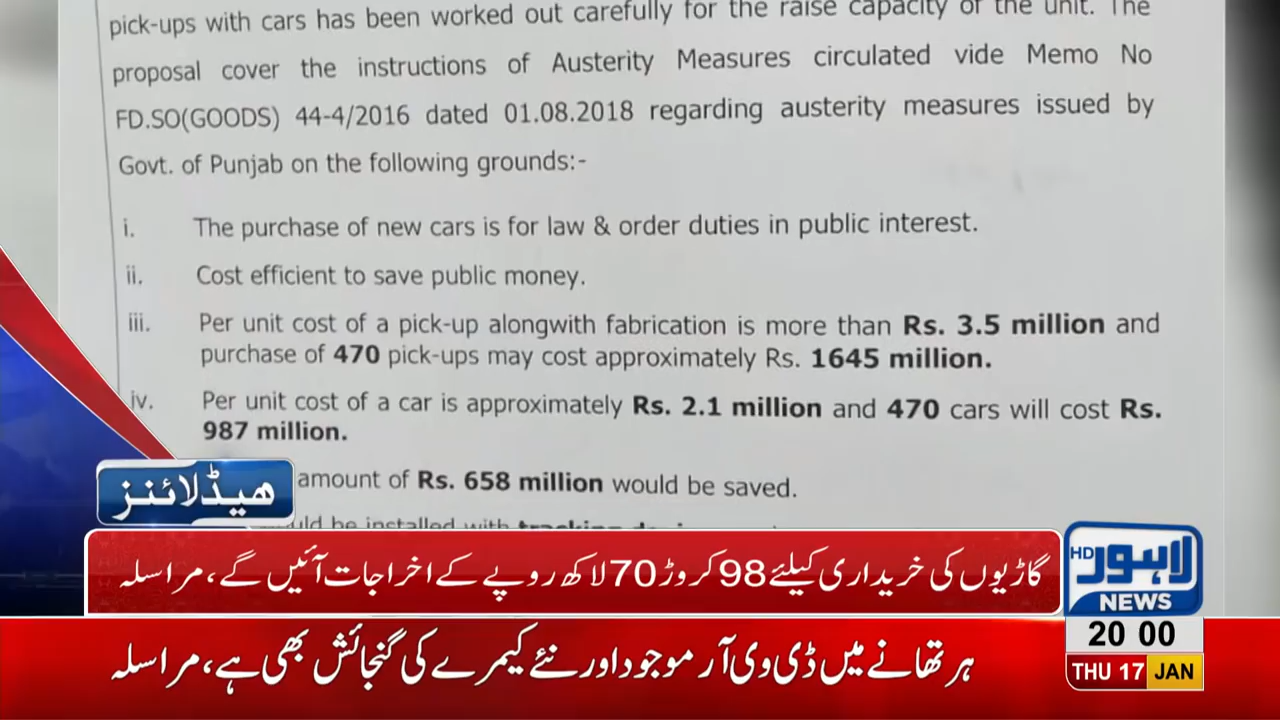 pick-ups with cars has been worked out carefully for the raise capacity of the unit. The
proposal cover the instructions of Austerity Measures circulated vide Memo No
FD.SO(GOODS) 44-4/2016 dated 01.08.2018 regarding austerity measures issued by
Govt. of Punjab on the following grounds:-
i. The purchase of new cars is for law & order duties in public interest.
ii. Cost efficient to save public money.
iii. Per unit cost of a pick-up alongwith fabrication is more than Rs. 3.5 million and
purchase of 470 pick-ups may cost approximately Rs. 1645 million.
iv. Per unit cost of a car is approximately Rs. 2.1 million and 470 cars will cost Rs.
987 million.
amount of Rs. 658 million would be saved.
be installed with
ہیڈلائنز
گاڑیوں کی خریداری کیلئے 98 کروڑ 70 لاکھ روپے کے اخراجات آئیں گے، مراسلہ
HD لاہور
NEWS
20 00
THU 17 JAN
ہر تھانے میں ڈی وی آر موجود اور نئے کیمرے کی گنجائش بھی ہے، مراسلہ